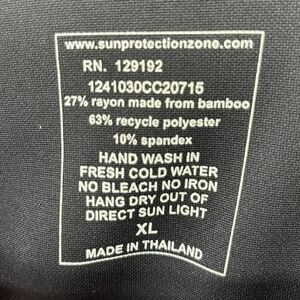 www.sunprotectionzone.com
RN. 129192
1241030CC20715
27% rayon made from bamboo
63% recycle polyester
10% spandex
HAND WASH IN
FRESH COLD WATER
NO BLEACH NO IRON
HANG DRY OUT OF
DIRECT SUN LIGHT
XL
MADE IN THAILAND